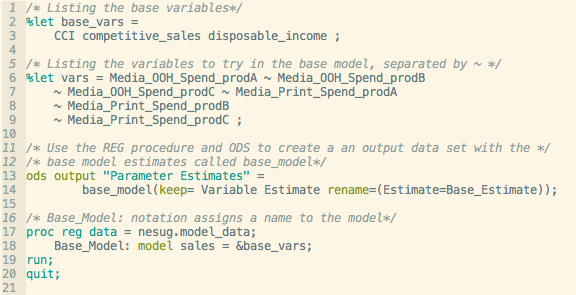 1 /* Listing the base variables*/
2 %let base_vars =
3 CCI competitive_sales disposable_income ;
4
5 /* Listing the variables to try in the base model, separated by ~ */
6 %let vars = Media_OOH_Spend_prodA ~ Media_OOH_Spend_prodB
7 ~ Media_OOH_Spend_prodC ~ Media_Print_Spend_prodA
8 ~ Media_Print_Spend_prodB
9 ~ Media_Print_Spend_prodC ;
10
11 /* Use the REG procedure and ODS to create a an output data set with the */
12 /* base model estimates called base_model*/
13 ods output "Parameter Estimates" =
14 base_model(keep= Variable Estimate rename=(Estimate=Base_Estimate));
15
16 /* Base_Model: notation assigns a name to the model*/
17 proc reg data = nesug.model_data;
18 Base_Model: model sales = &base_vars;
19 run;
20 quit;
21